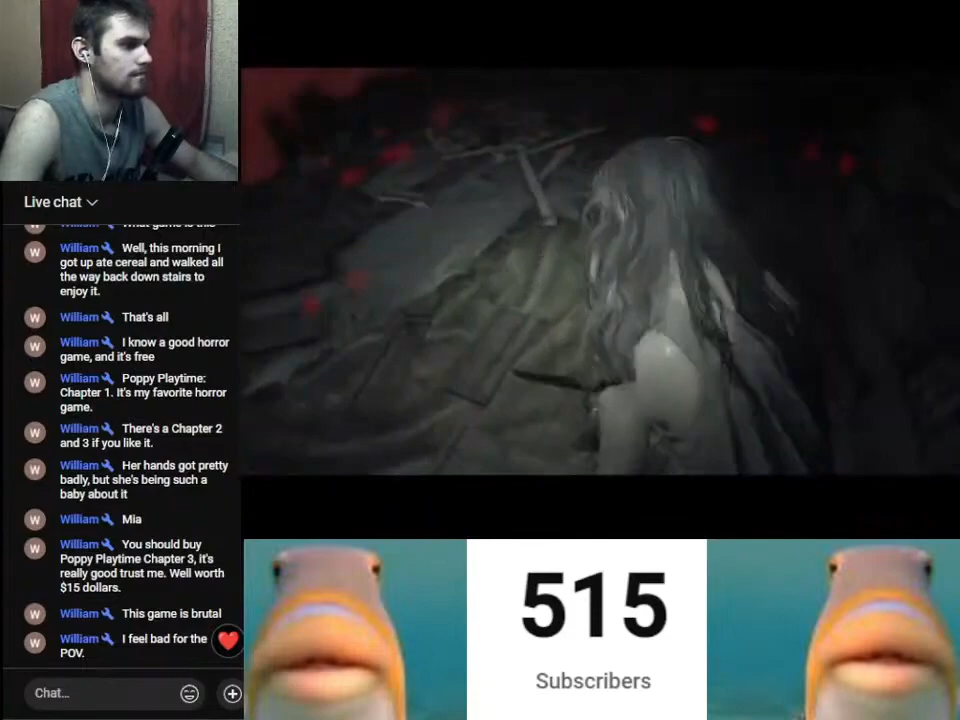 Live chat
William What game is this
William Well, this morning I
got up ate cereal and walked all
the way back down stairs to
enjoy it.
William That's all
William I know a good horror
game, and it's free
William Poppy Playtime:
Chapter 1. It's my favorite horror
game.
William There's a Chapter 2
and 3 if you like it.
William Her hands got pretty
badly, but she's being such a
baby about it
William Mia
William You should buy
Poppy Playtime Chapter 3, it's
really good trust me. Well worth
$15 dollars.
William This game is brutal
William I feel bad for the
POV.
Chat...
W
W
W
W
W
W
W
W
W
W
515
Subscribers